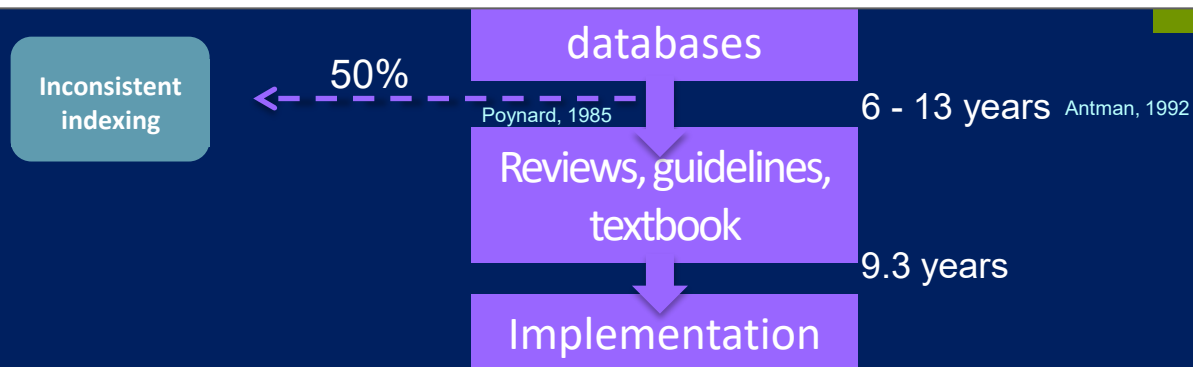 databases
Inconsistent
indexing
50%
Poynard, 1985
6 - 13 years Antman, 1992
Reviews, guidelines,
textbook
9.3 years
Implementation